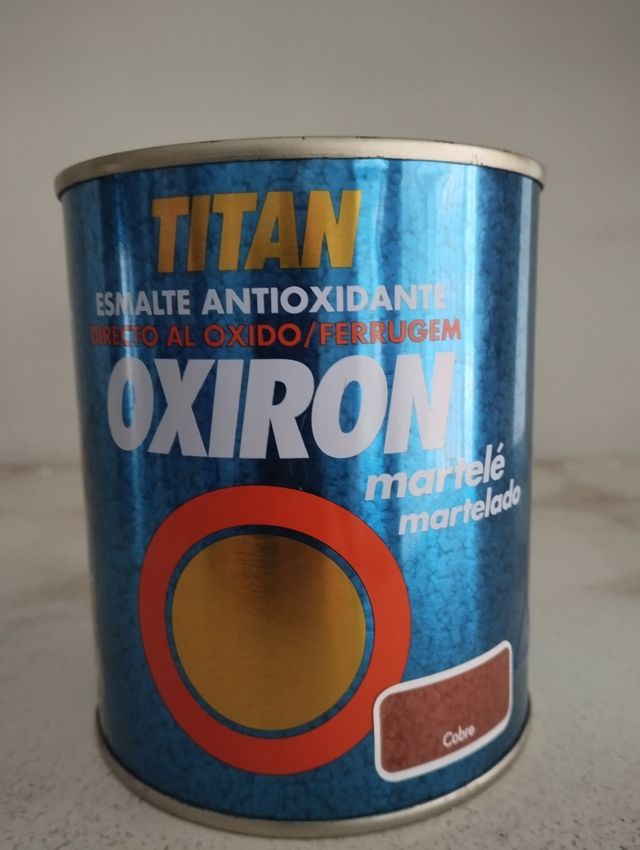 TITAN
ESMALTE ANTIOXIDANTE
DIRECTO AL OXIDO/FERRUGEM
OXIRON
martelé
martelado
Cobre